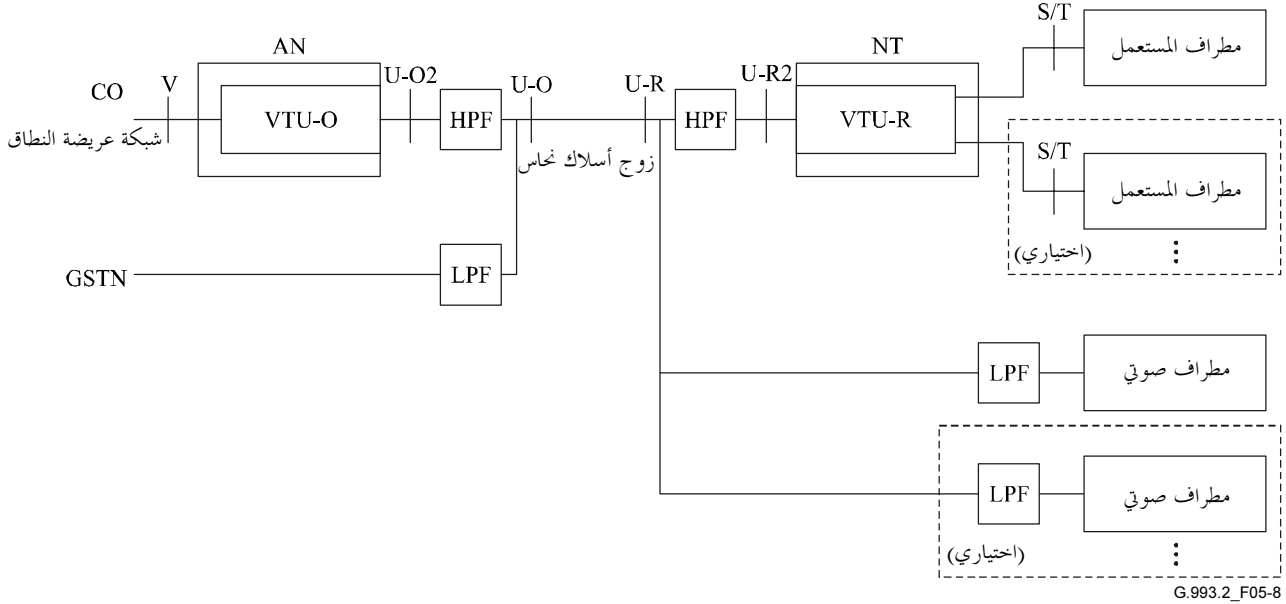 S/T
مطراف المستعمل
AN
NT
CO
V
U-O2
U-O
U-R
U-R2
VTU-O
HPF
HPF
VTU-R
شبكة عريضة النطاق
زوج أسلاك نحاس
S/T
مطراف المستعمل
(اختياري)
GSTN
LPF
LPF
مطراف صوتي
LPF
مطراف صوتي
(اختياري)
G.993.2_F05-8